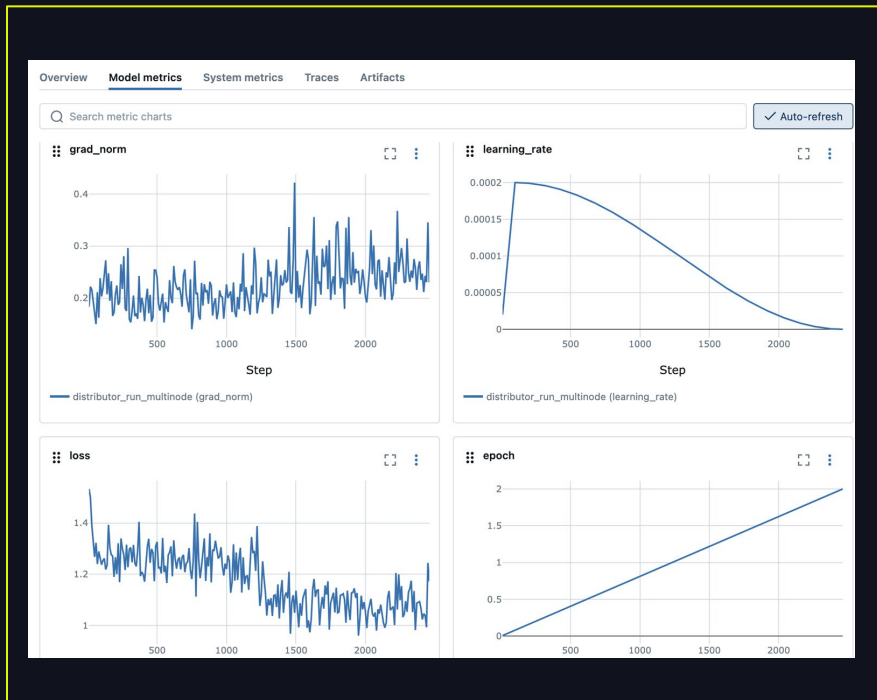 Overview Model metrics System metrics Traces Artifacts
Search metric charts Auto-refresh
grad_norm
0.4
0.3
0.2
500 1000 1500 2000
Step
distributor_run_multinode (grad_norm)
learning_rate
0.0002
0.00015
0.0001
0.00005
0
500 1000 1500 2000
Step
distributor_run_multinode (learning_rate)
loss
1.4
1.2
1
500 1000 1500 2000
epoch
2
1.5
1
0.5
0
500 1000 1500 2000